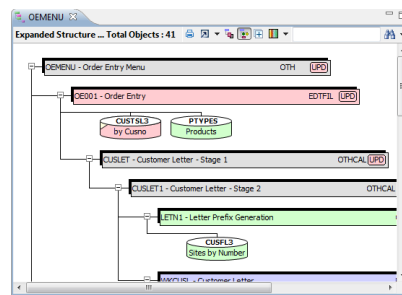 OEMENU
Expanded Structure ... Total Objects : 41
OEMENU - Order Entry Menu OTH UPD
OE001 - Order Entry EDTFIL UPD
CUSTSL3 PTYPES
by Cusno Products
CUSLET - Customer Letter - Stage 1 OTHCAL UPD
CUSLET1 - Customer Letter - Stage 2 OTHCAL
LETN1 - Letter Prefix Generation
CUSFL3
Sites by Number
WKCUSL - Customer Letter